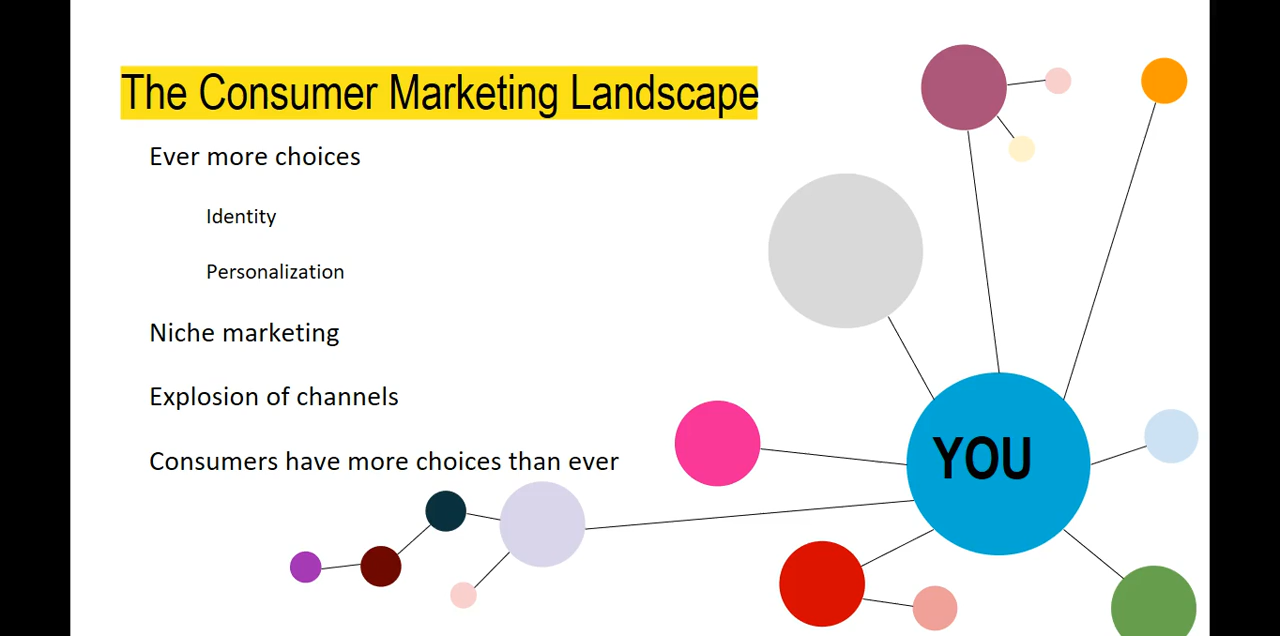 The Consumer Marketing Landscape
Ever more choices
Identity
Personalization
Niche marketing
Explosion of channels
Consumers have more choices than ever
YOU